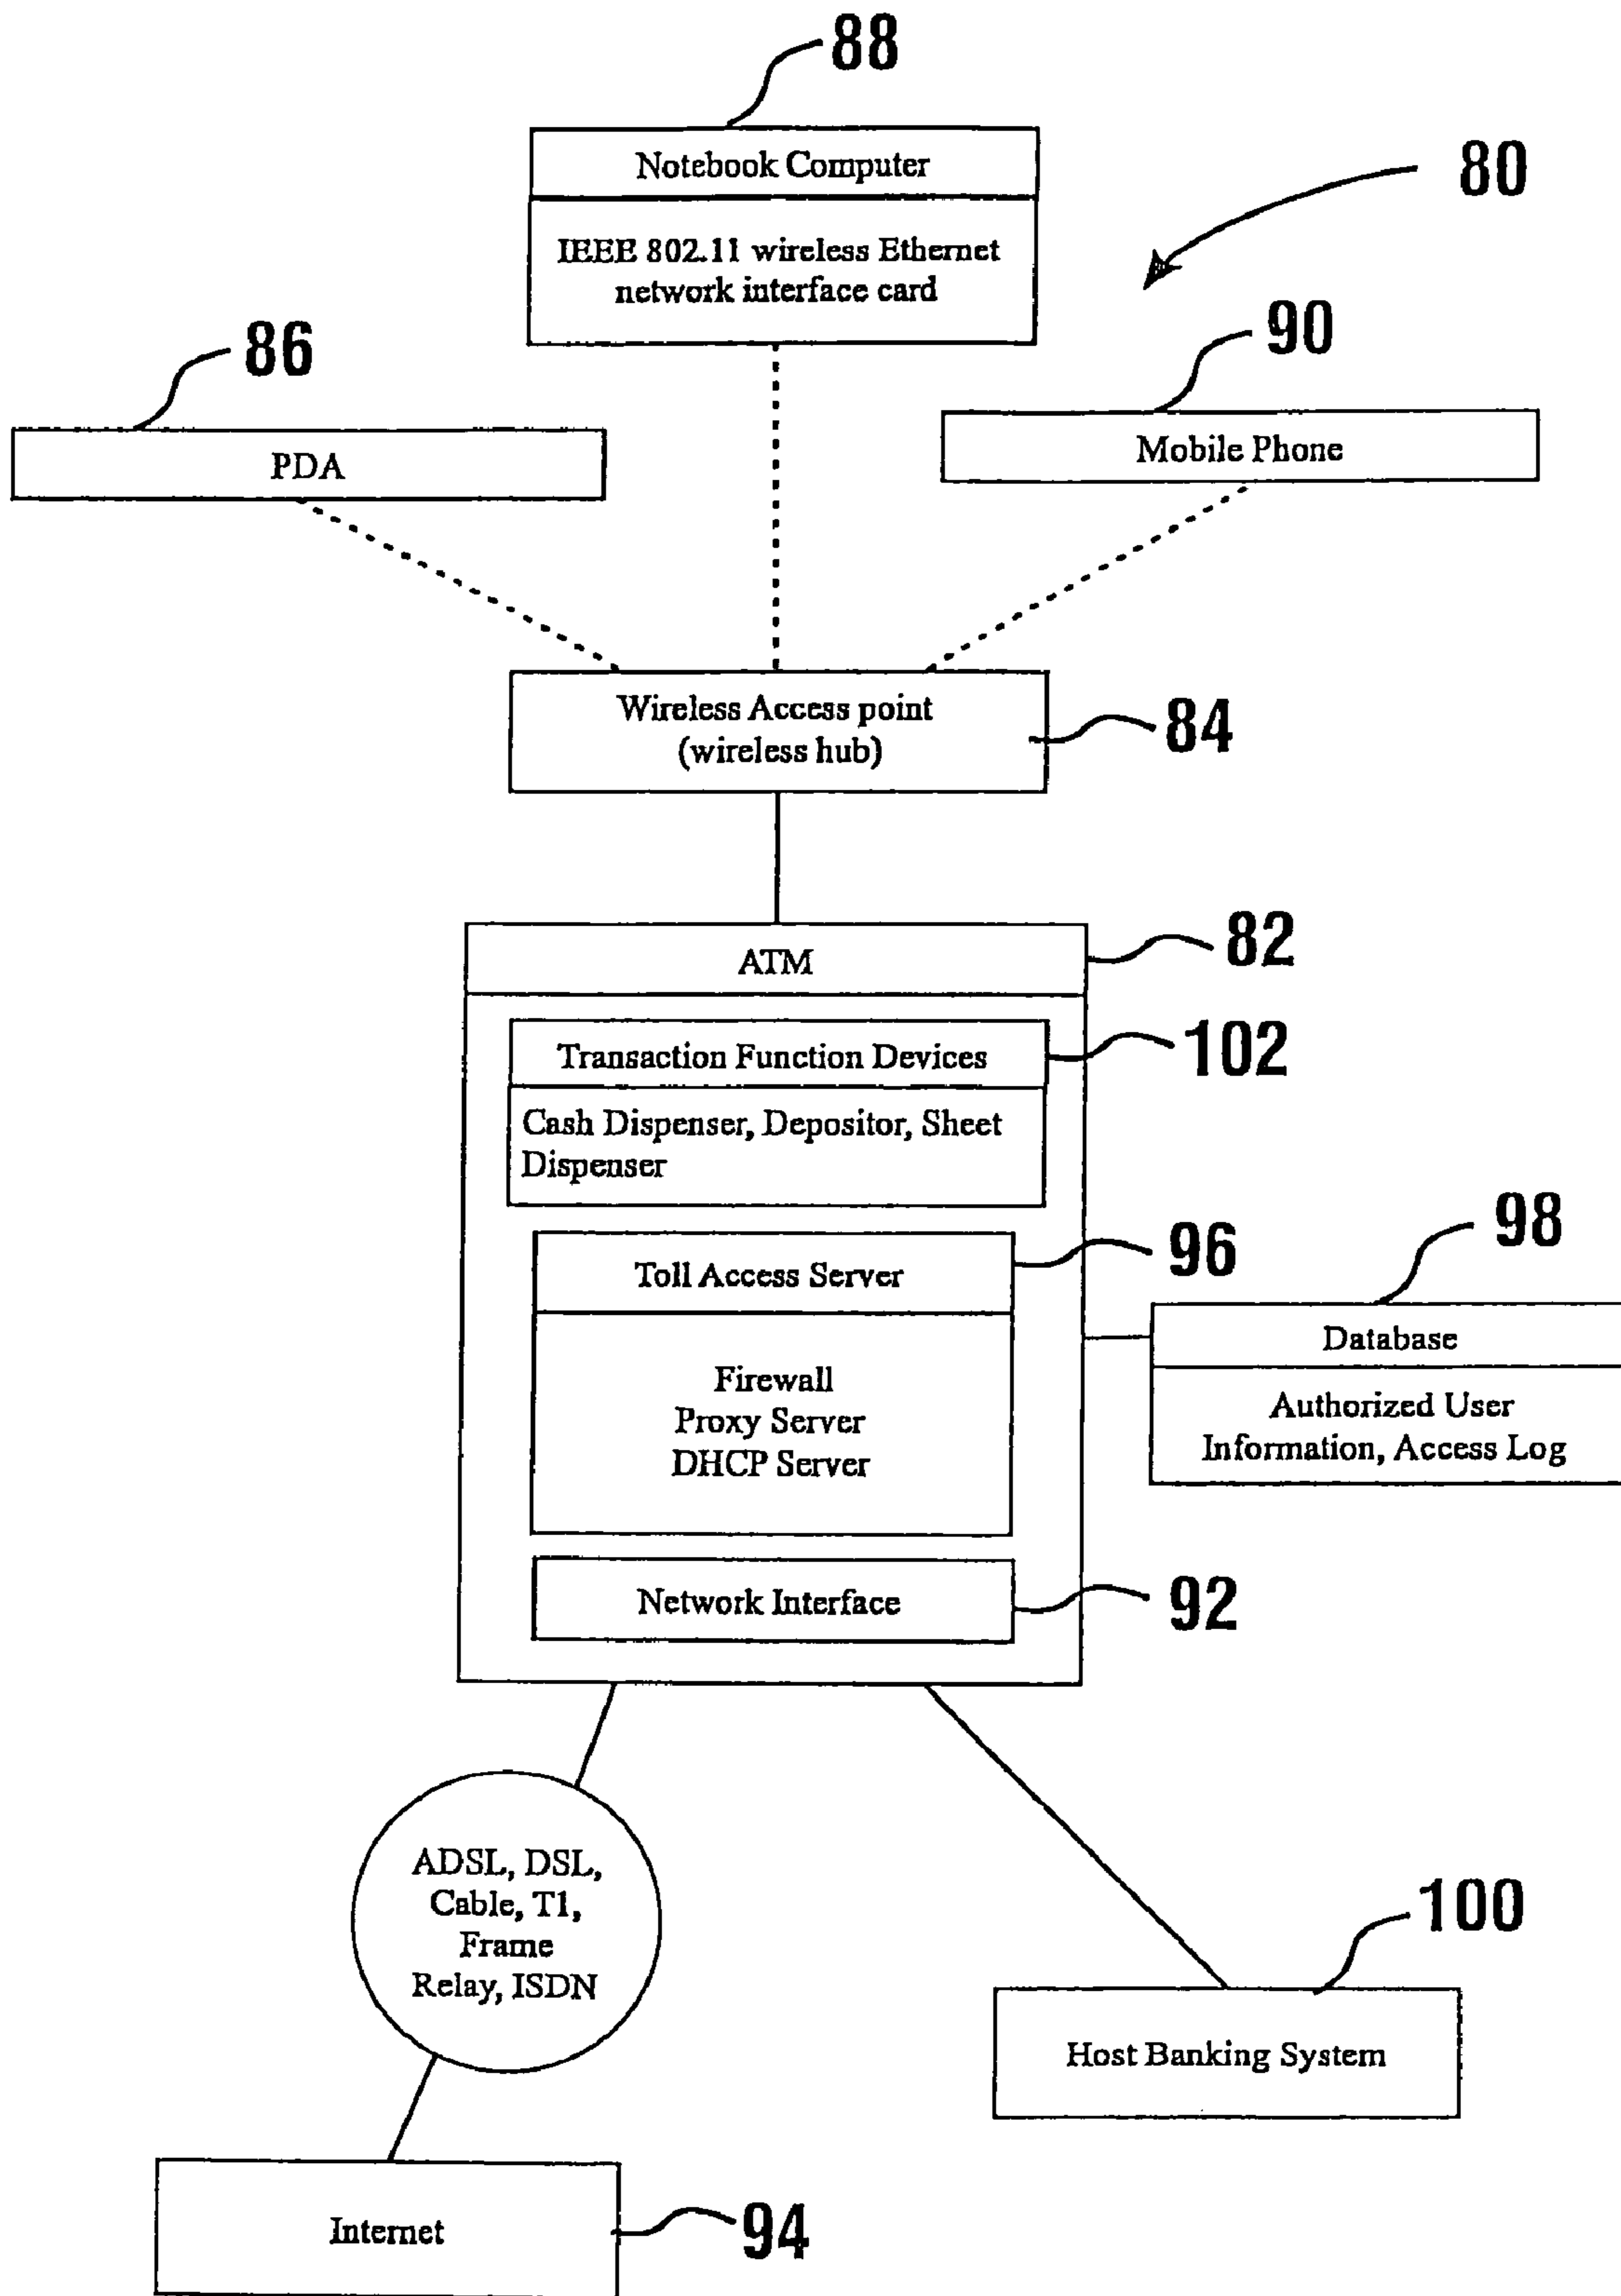 88
Notebook Computer
80
IEEE 802.11 wireless Ethernet
network interface card
86
90
PDA
Mobile Phone
Wireless Access point
(wireless hub)
84
ATM
82
Transaction Function Devices
102
Cash Dispenser, Depositor, Sheet
Dispenser
Toll Access Server
96
98
Database
Firewall
Proxy Server
DHCP Server
Authorized User
Information, Access Log
Network Interface
92
ADSL, DSL,
Cable, T1,
Frame
Relay, ISDN
100
Host Banking System
Internet
94